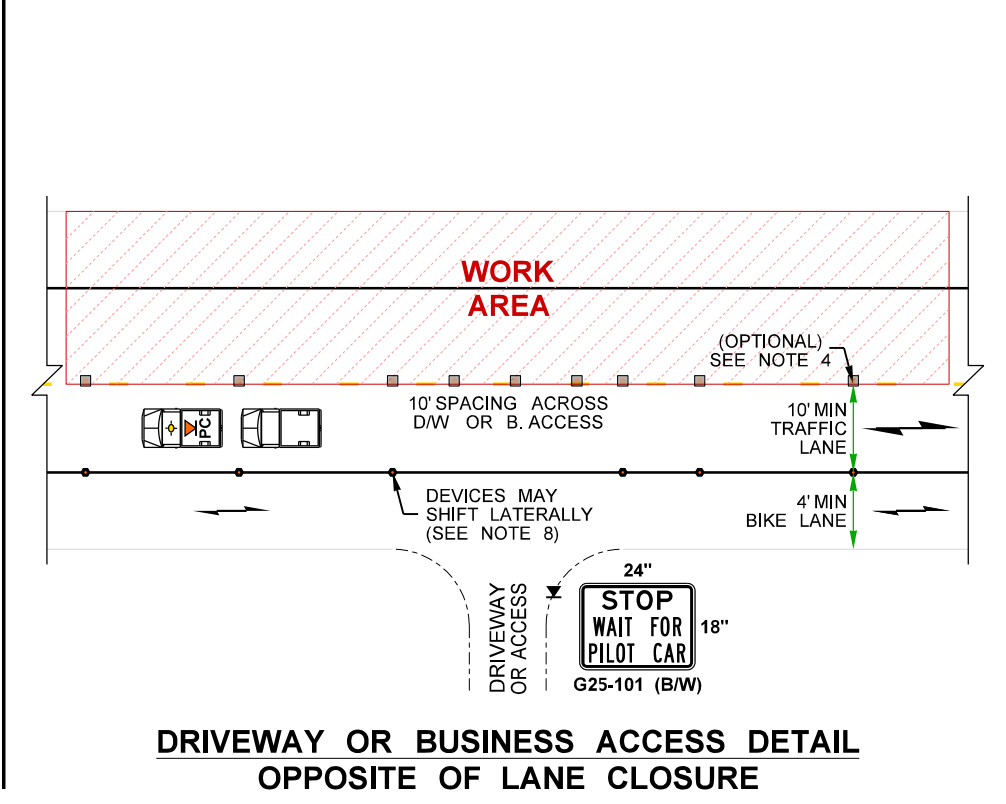 WORK
AREA
(OPTIONAL)
SEE NOTE 4
10' SPACING ACROSS
D/W OR B. ACCESS
10' MIN
TRAFFIC
LANE
PC
DEVICES MAY
SHIFT LATERALLY
(SEE NOTE 8)
4' MIN
BIKE LANE
DRIVEWAY
OR ACCESS
24"
STOP
WAIT FOR
PILOT CAR
18"
G25-101 (B/W)
DRIVEWAY OR BUSINESS ACCESS DETAIL
OPPOSITE OF LANE CLOSURE